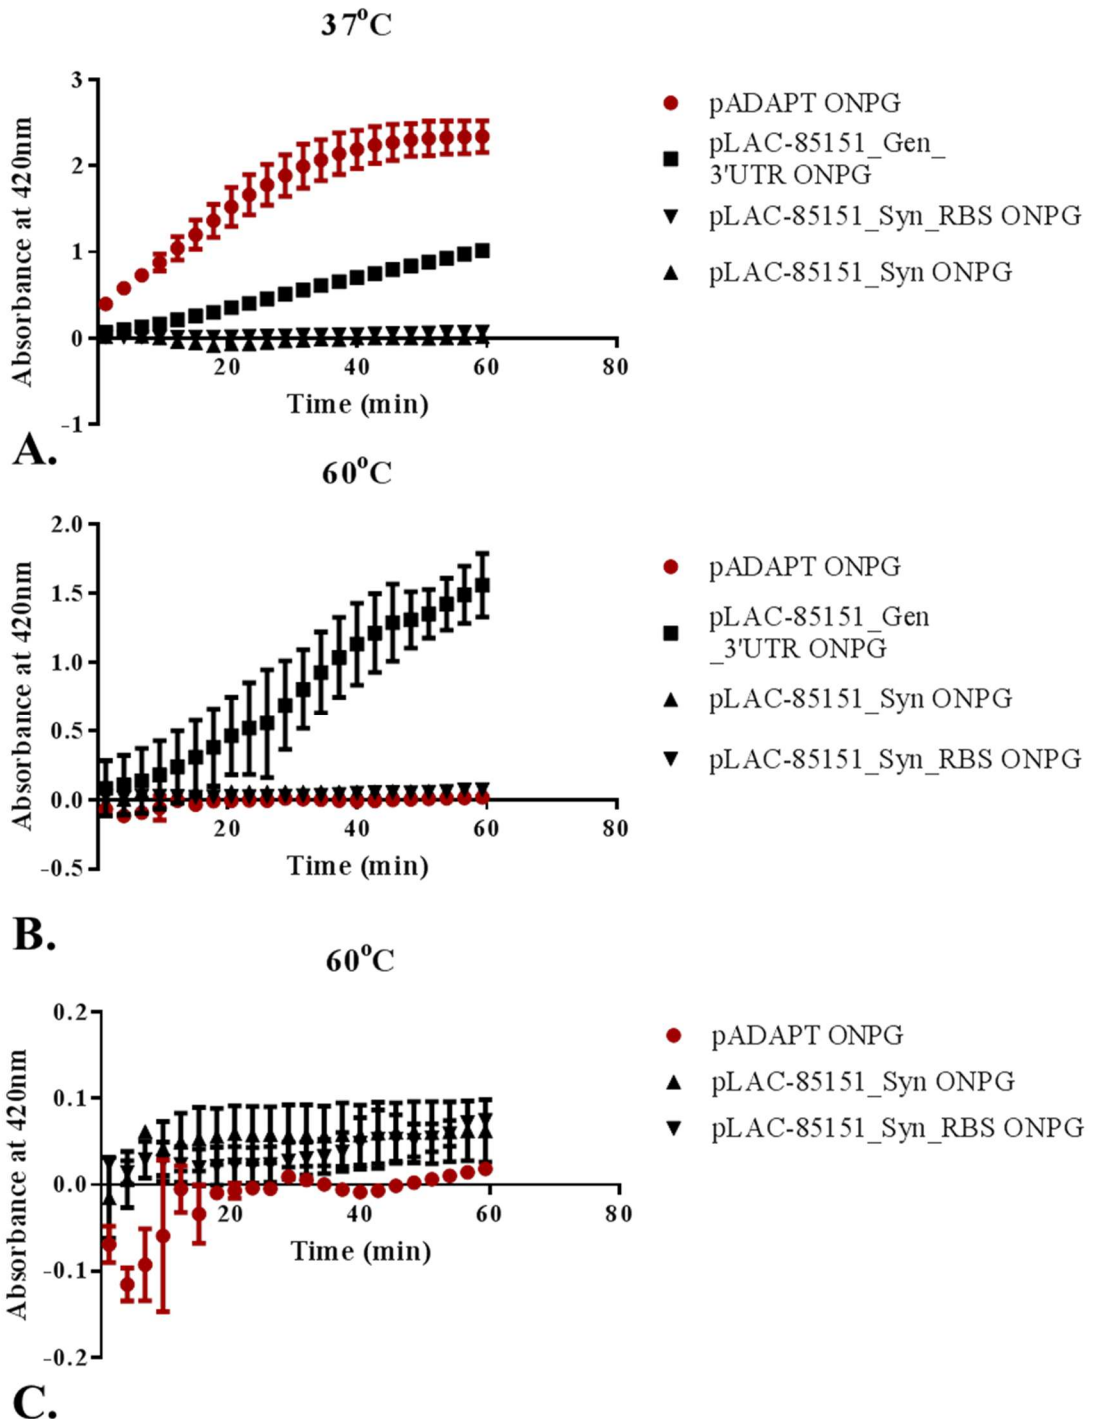 37°C
3
2
1
0
-1
20
40
60
80
Absorbance at 420nm
Time (min)
pADAPT ONPG
pLAC-85151_Gen_
3'UTR ONPG
pLAC-85151_Syn_RBS ONPG
pLAC-85151_Syn ONPG
A.
60°C
2.0
1.5
1.0
0.5
0.0
-0.5
20
40
60
80
Absorbance at 420nm
Time (min)
pADAPT ONPG
pLAC-85151_Gen
_3'UTR ONPG
pLAC-85151_Syn ONPG
pLAC-85151_Syn_RBS ONPG
B.
60°C
0.2
0.1
0.0
-0.1
-0.2
20
40
60
80
Absorbance at 420nm
Time (min)
pADAPT ONPG
pLAC-85151_Syn ONPG
pLAC-85151_Syn_RBS ONPG
C.